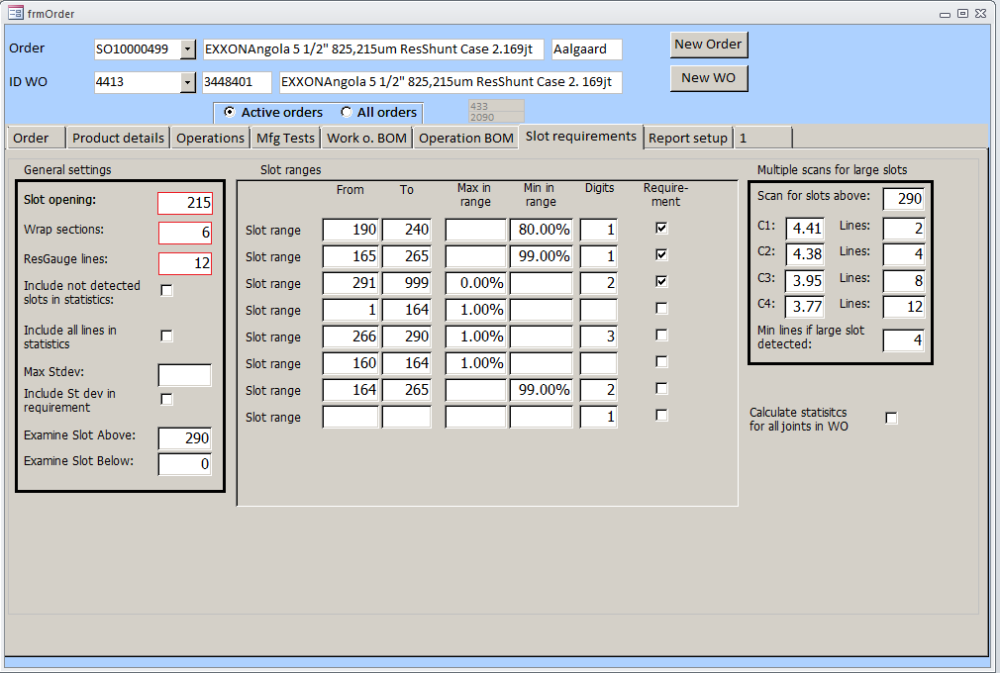 frmOrder
Order SO10000499 EXXONAngola 5 1/2" 825,215um ResShunt Case 2.169jt Aalgaard New Order
ID WO 4413 3448401 EXXONAngola 5 1/2" 825,215um ResShunt Case 2. 169jt New WO
Active orders All orders 433
2090
Order Product details Operations Mfg Tests Work o. BOM Operation BOM Slot requirements Report setup 1
General settings
Slot opening: 215
Wrap sections: 6
ResGauge lines: 12
Include not detected
slots in statistics:
Include all lines in
statistics
Max Stdev:
Include St dev in
requirement
Examine Slot Above: 290
Examine Slot Below: 0
Slot ranges
From To Max in
range Min in
range Digits Require-
ment
Slot range 190 240 80.00% 1
Slot range 165 265 99.00% 1
Slot range 291 999 0.00% 2
Slot range 1 164 1.00%
Slot range 266 290 1.00% 3
Slot range 160 164 1.00%
Slot range 164 265 99.00% 2
Slot range 1
Multiple scans for large slots
Scan for slots above: 290
C1: 4.41 Lines: 2
C2: 4.38 Lines: 4
C3: 3.95 Lines: 8
C4: 3.77 Lines: 12
Min lines if large slot
detected: 4
Calculate statisitcs
for all joints in WO